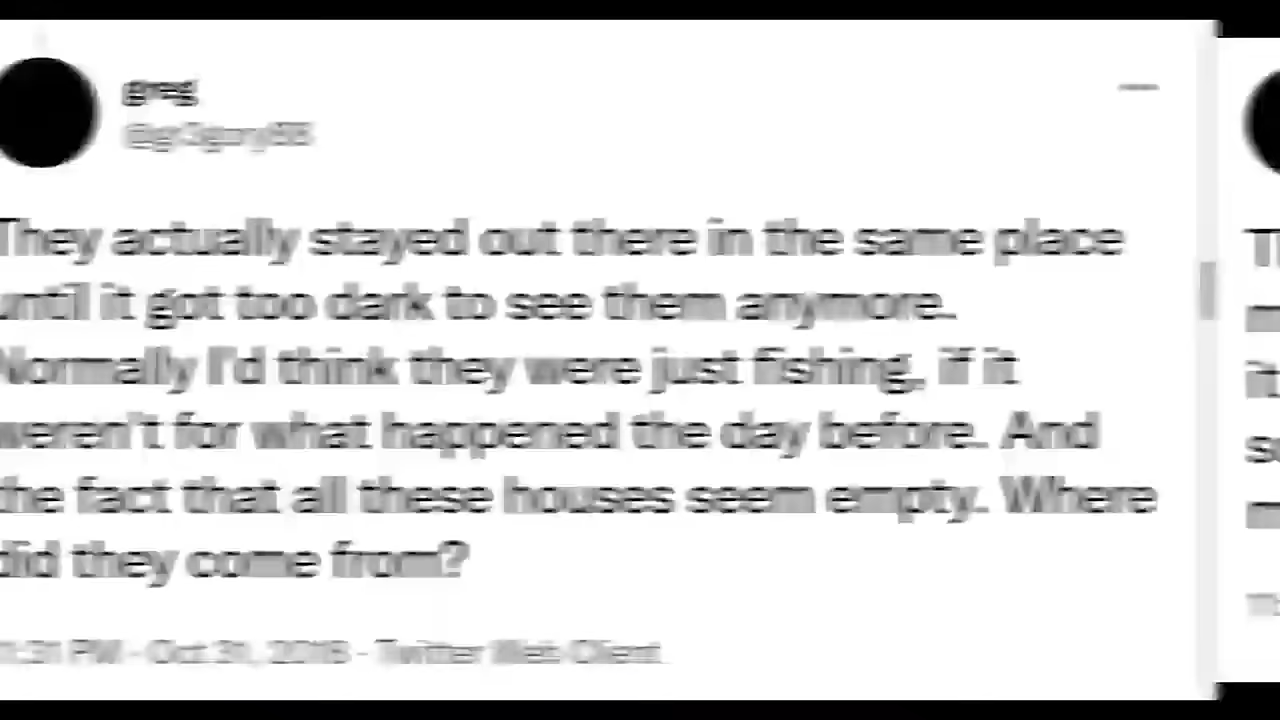 greg
They actually stayed out there in the same place
until it got too dark to see them anymore.
Normally I'd think they were just fishing, if it
weren't for what happened the day before. And
the fact that all these houses seem empty. Where
did they come from?
PM · Oct 31, 2018 · Twitter Web Client